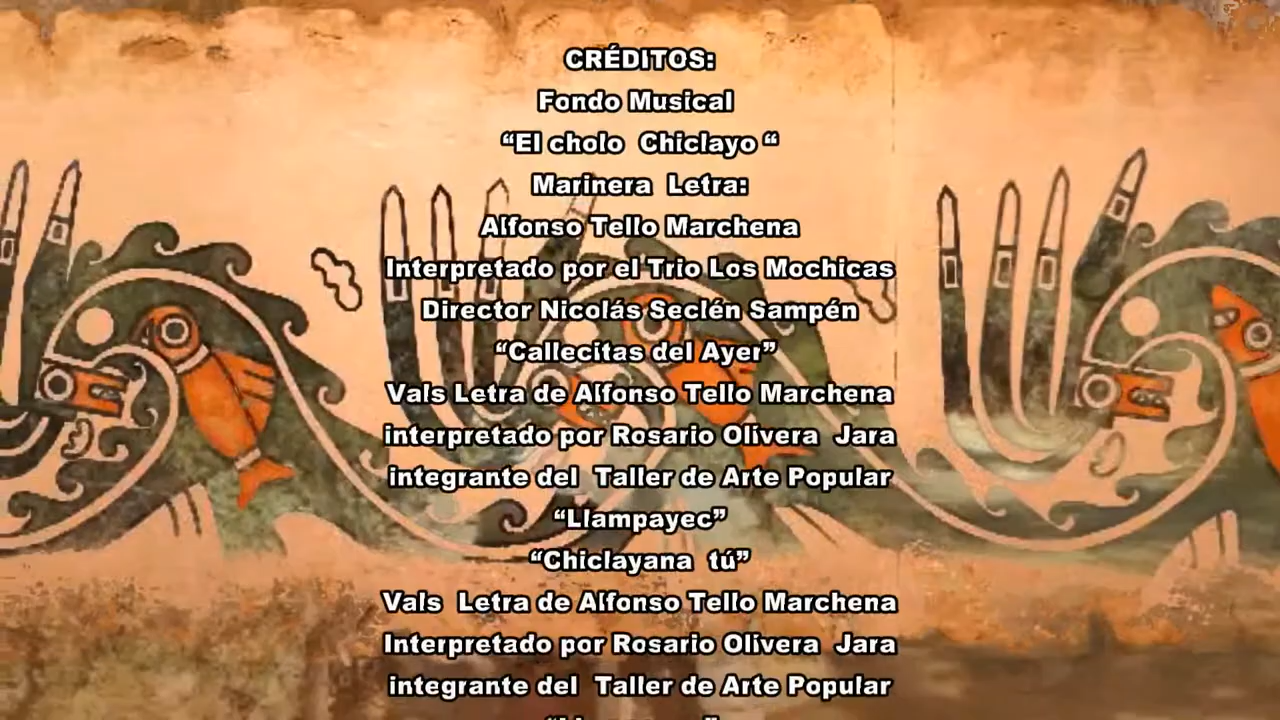 CRÉDITOS:
Fondo Musical
“El cholo Chiclayo “
Marinera Letra:
Alfonso Tello Marchena
Interpretado por el Trio Los Mochicas
Director Nicolás Seclén Sampén
“Callecitas del Ayer”
Vals Letra de Alfonso Tello Marchena
interpretado por Rosario Olívera Jara
integrante del Taller de Arte Popular
“Llampayec”
“Chiclayana tú”
Vals Letra de Alfonso Tello Marchena
Interpretado por Rosario Olívera Jara
integrante del Taller de Arte Popular